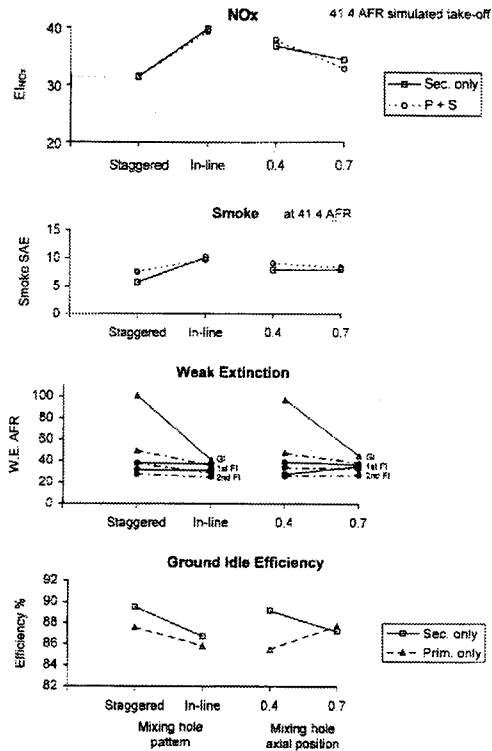 NOx
41.4 AFR simulated take-off
40
30
20
EINOx
Staggered
In-line
0.4
0.7
Sec. only
P + S
Smoke
at 41.4 AFR
15
10
5
0
Smoke SAE
Staggered
In-line
0.4
0.7
Weak Extinction
100
80
60
40
20
0
W.E. AFR
GI
1st FI
2nd FI
GI
1st FI
2nd FI
Staggered
In-line
0.4
0.7
Ground Idle Efficiency
92
90
88
86
84
82
Efficiency %
Staggered
In-line
0.4
0.7
Sec. only
Prim. only
Mixing hole
pattern
Mixing hole
axial position